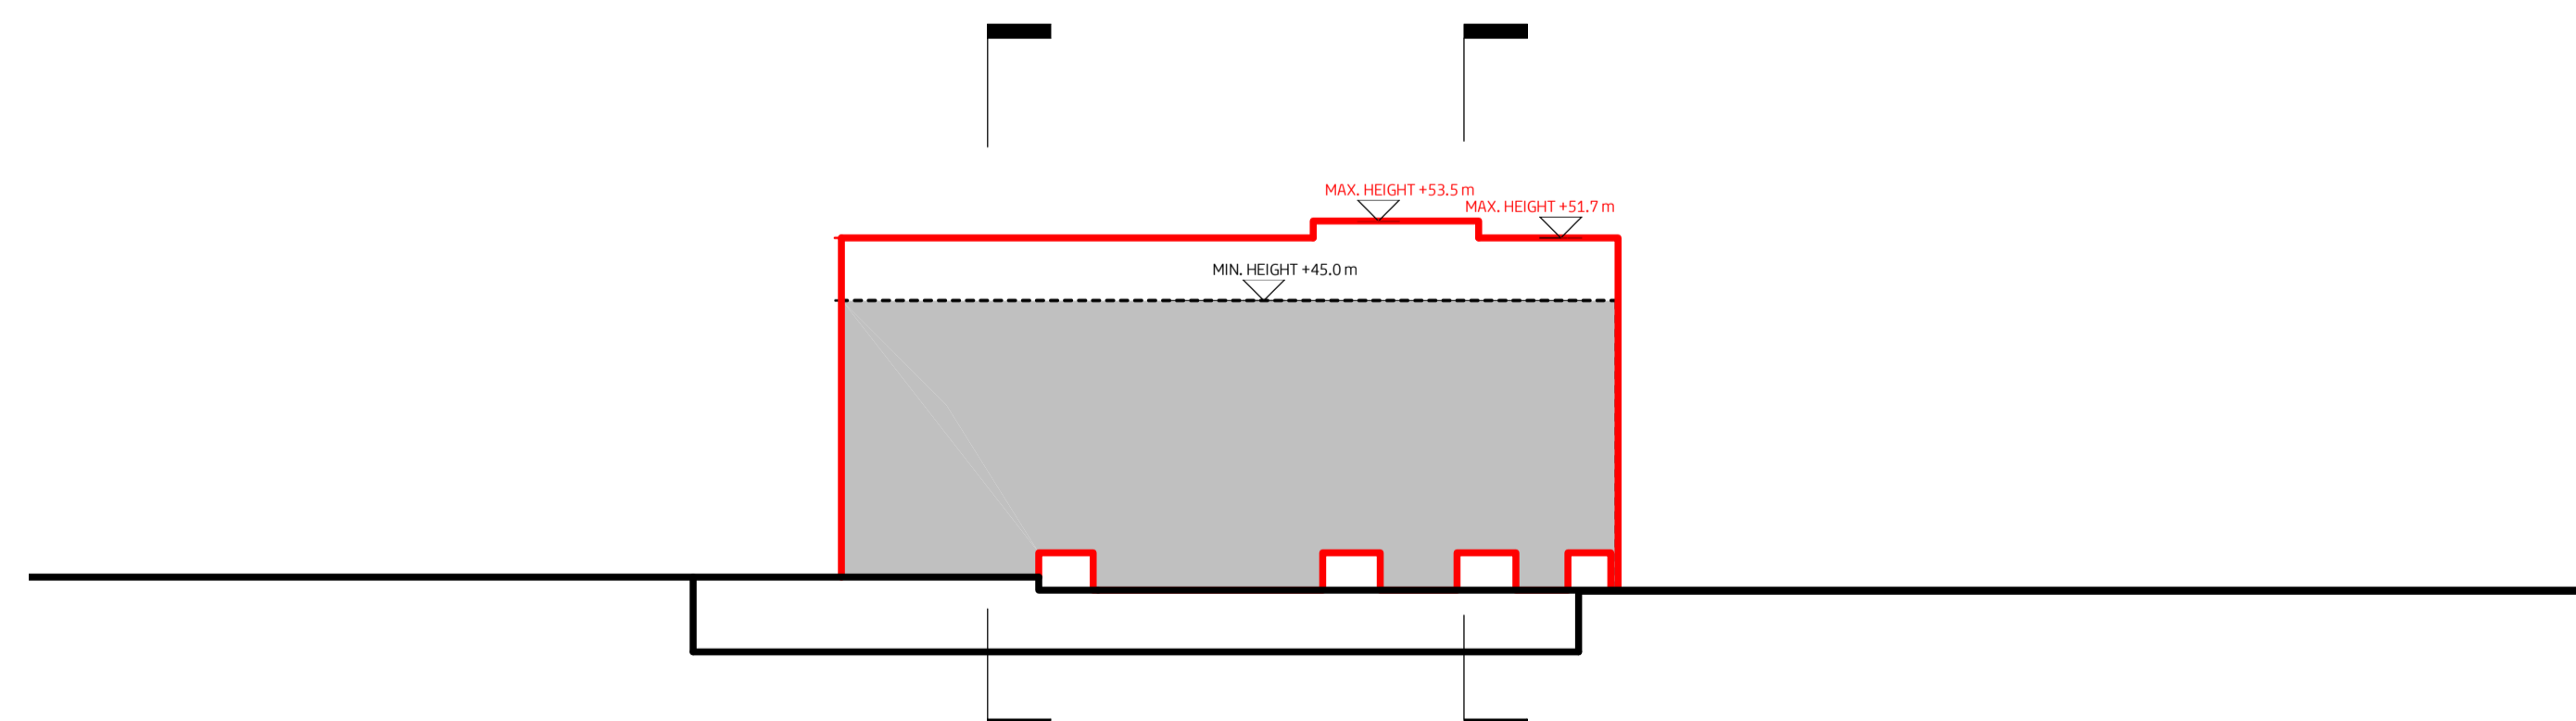 MAX. HEIGHT +53.5 m
MAX. HEIGHT +51.7 m
MIN. HEIGHT +45.0 m